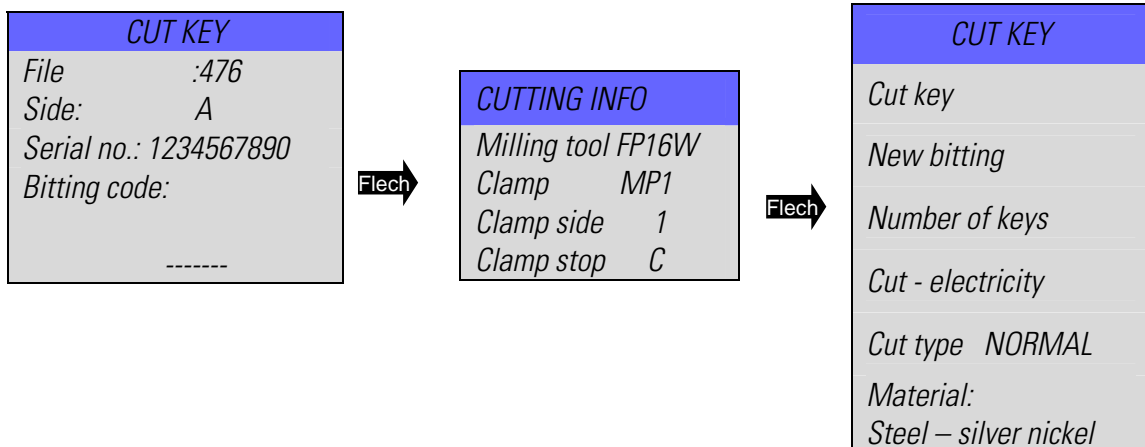 CUT KEY
File :476
Side: A
Serial no.: 1234567890
Bitting code:
-------
Flech
CUTTING INFO
Milling tool FP16W
Clamp MP1
Clamp side 1
Clamp stop C
Flech
CUT KEY
Cut key
New bitting
Number of keys
Cut - electricity
Cut type NORMAL
Material:
Steel – silver nickel